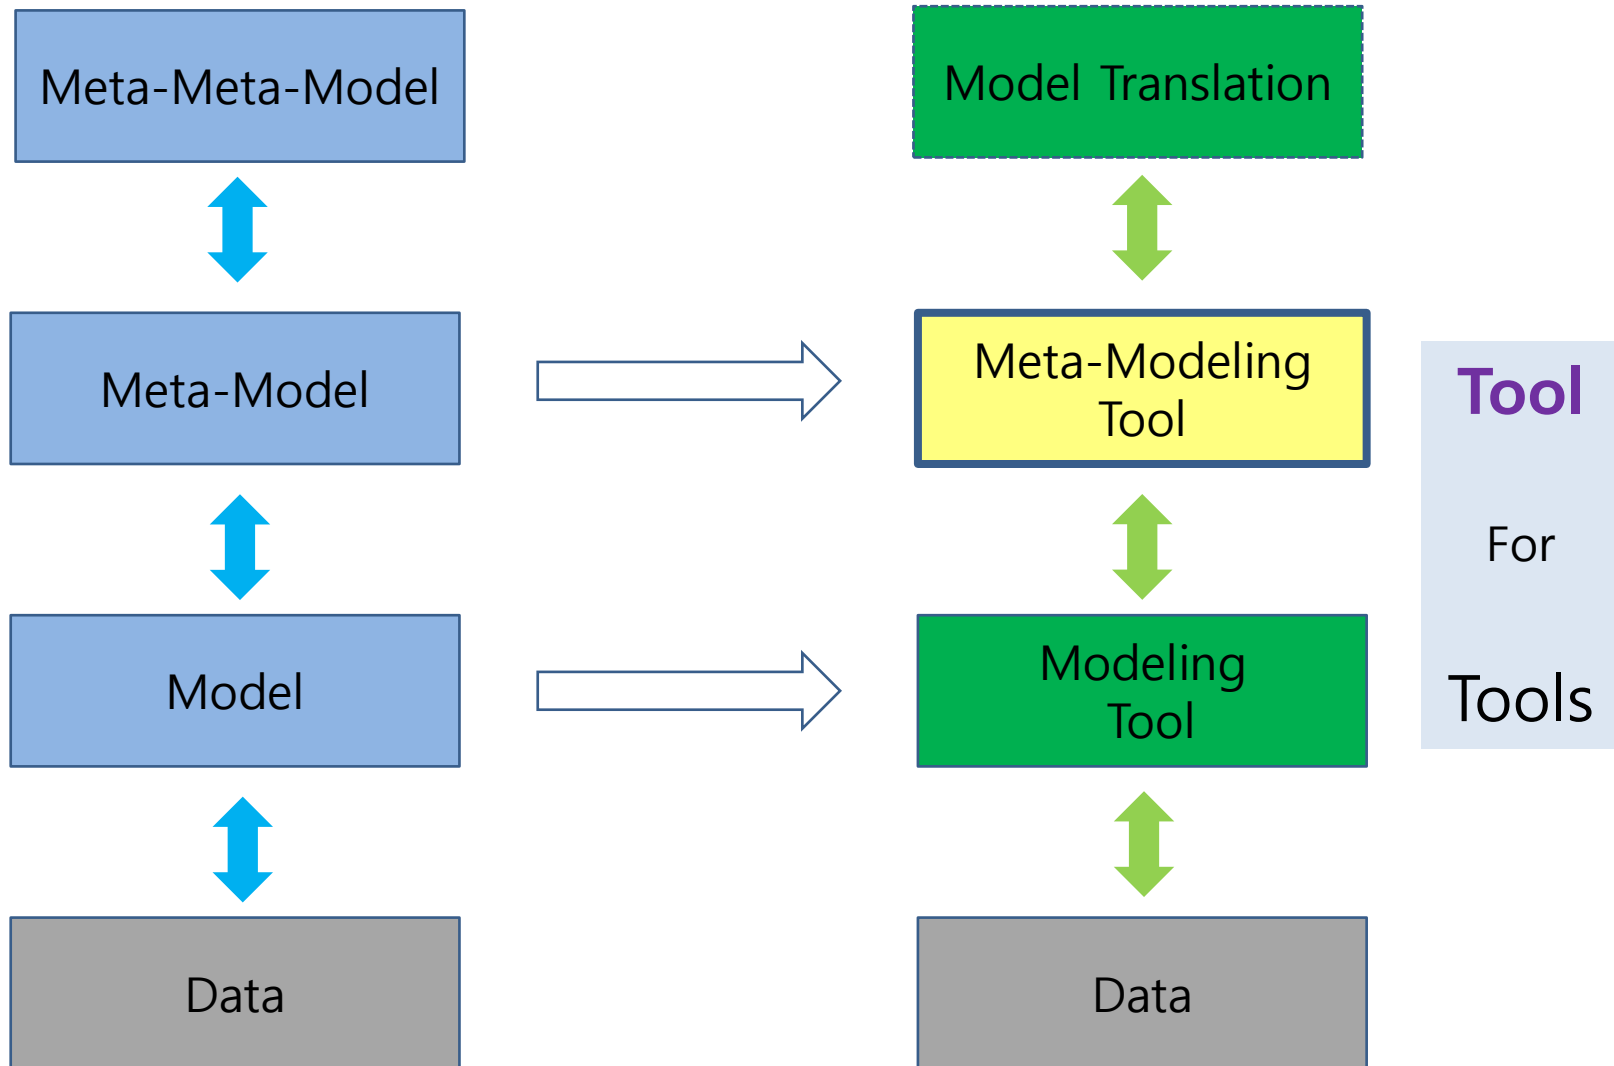 Meta-Meta-Model
Model Translation
Meta-Model
Meta-Modeling
Tool
Tool
For
Tools
Model
Modeling
Tool
Data
Data